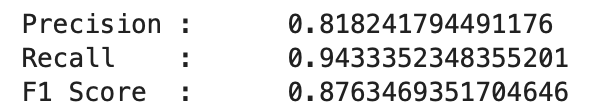 Precision :      0.818241794491176
Recall    :      0.9433352348355201
F1 Score  :      0.8763469351704646